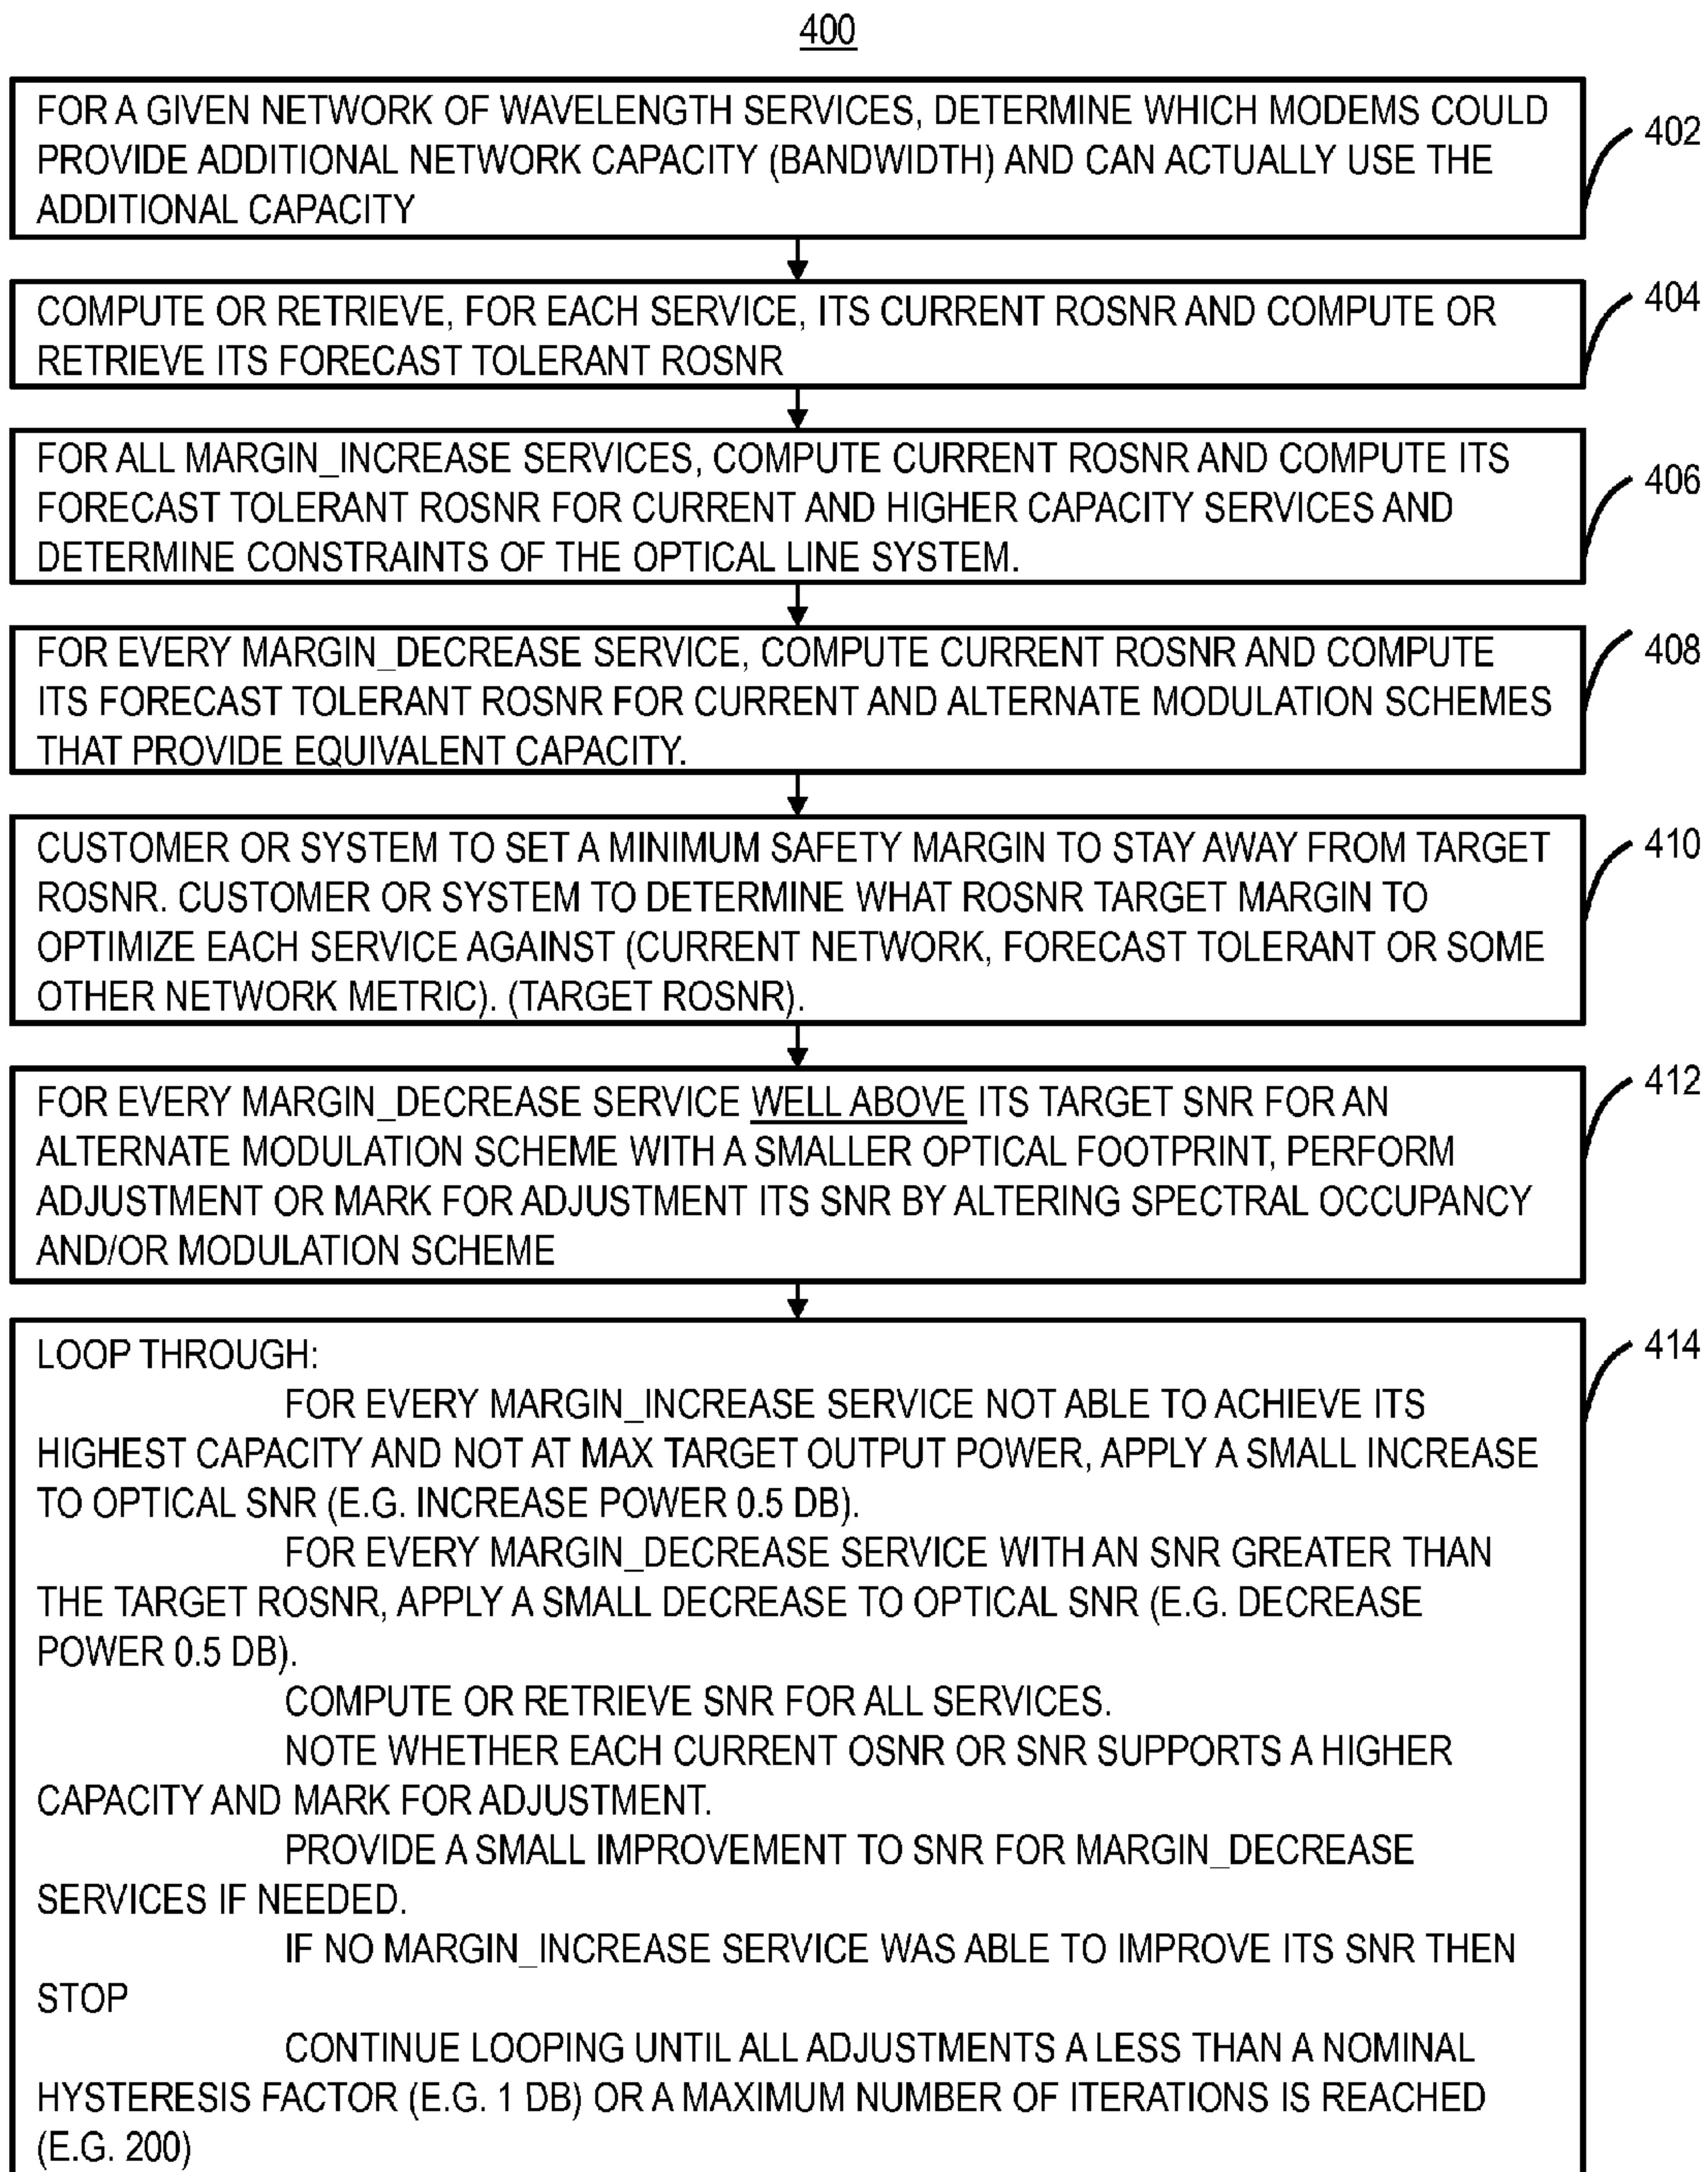 400
FOR A GIVEN NETWORK OF WAVELENGTH SERVICES, DETERMINE WHICH MODEMS COULD
PROVIDE ADDITIONAL NETWORK CAPACITY (BANDWIDTH) AND CAN ACTUALLY USE THE
ADDITIONAL CAPACITY
402
COMPUTE OR RETRIEVE, FOR EACH SERVICE, ITS CURRENT ROSNR AND COMPUTE OR
RETRIEVE ITS FORECAST TOLERANT ROSNR
404
FOR ALL MARGIN_INCREASE SERVICES, COMPUTE CURRENT ROSNR AND COMPUTE ITS
FORECAST TOLERANT ROSNR FOR CURRENT AND HIGHER CAPACITY SERVICES AND
DETERMINE CONSTRAINTS OF THE OPTICAL LINE SYSTEM.
406
FOR EVERY MARGIN_DECREASE SERVICE, COMPUTE CURRENT ROSNR AND COMPUTE
ITS FORECAST TOLERANT ROSNR FOR CURRENT AND ALTERNATE MODULATION SCHEMES
THAT PROVIDE EQUIVALENT CAPACITY.
408
CUSTOMER OR SYSTEM TO SET A MINIMUM SAFETY MARGIN TO STAY AWAY FROM TARGET
ROSNR. CUSTOMER OR SYSTEM TO DETERMINE WHAT ROSNR TARGET MARGIN TO
OPTIMIZE EACH SERVICE AGAINST (CURRENT NETWORK, FORECAST TOLERANT OR SOME
OTHER NETWORK METRIC). (TARGET ROSNR).
410
FOR EVERY MARGIN_DECREASE SERVICE WELL ABOVE ITS TARGET SNR FOR AN
ALTERNATE MODULATION SCHEME WITH A SMALLER OPTICAL FOOTPRINT, PERFORM
ADJUSTMENT OR MARK FOR ADJUSTMENT ITS SNR BY ALTERING SPECTRAL OCCUPANCY
AND/OR MODULATION SCHEME
412
LOOP THROUGH:
FOR EVERY MARGIN_INCREASE SERVICE NOT ABLE TO ACHIEVE ITS
HIGHEST CAPACITY AND NOT AT MAX TARGET OUTPUT POWER, APPLY A SMALL INCREASE
TO OPTICAL SNR (E.G. INCREASE POWER 0.5 DB).
FOR EVERY MARGIN_DECREASE SERVICE WITH AN SNR GREATER THAN
THE TARGET ROSNR, APPLY A SMALL DECREASE TO OPTICAL SNR (E.G. DECREASE
POWER 0.5 DB).
COMPUTE OR RETRIEVE SNR FOR ALL SERVICES.
NOTE WHETHER EACH CURRENT OSNR OR SNR SUPPORTS A HIGHER
CAPACITY AND MARK FOR ADJUSTMENT.
PROVIDE A SMALL IMPROVEMENT TO SNR FOR MARGIN_DECREASE
SERVICES IF NEEDED.
IF NO MARGIN_INCREASE SERVICE WAS ABLE TO IMPROVE ITS SNR THEN
STOP
CONTINUE LOOPING UNTIL ALL ADJUSTMENTS A LESS THAN A NOMINAL
HYSTERESIS FACTOR (E.G. 1 DB) OR A MAXIMUM NUMBER OF ITERATIONS IS REACHED
(E.G. 200)
414